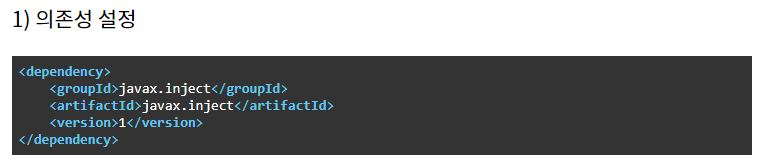 1) 의존성 설정
<dependency>
    <groupId>javax.inject</groupId>
    <artifactId>javax.inject</artifactId>
    <version>1</version>
</dependency>